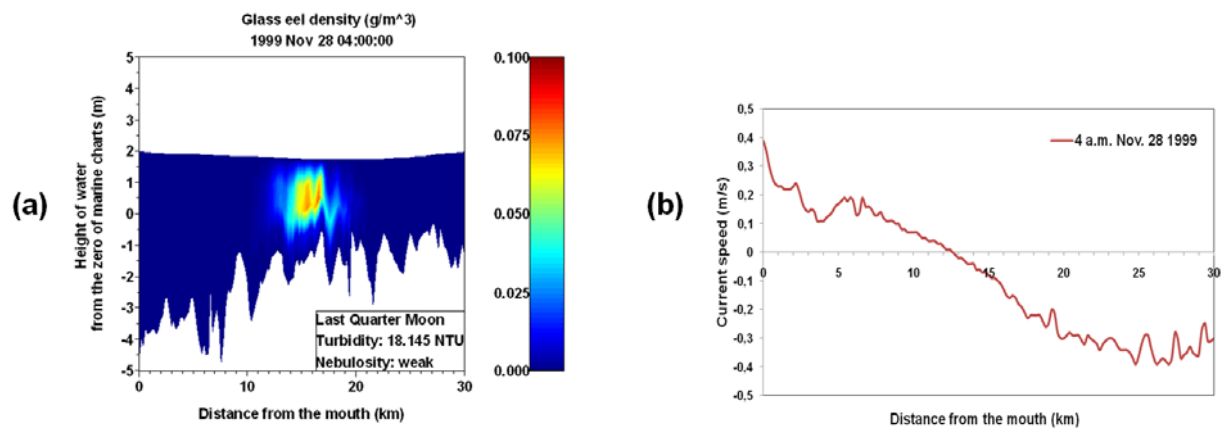 (a)
Glass eel density (g/m^3)
1999 Nov 28 04:00:00
Height of water
from the zero of marine charts (m)
5
4
3
2
1
0
-1
-2
-3
-4
-5
0
10
20
30
Distance from the mouth (km)
Last Quarter Moon
Turbidity: 18.145 NTU
Nebulosity: weak
0.100
0.075
0.050
0.025
0.000
(b)
Current speed (m/s)
0,5
0,4
0,3
0,2
0,1
0
-0,1
-0,2
-0,3
-0,4
-0,5
0
5
10
15
20
25
30
4 a.m. Nov. 28 1999
Distance from the mouth (km)